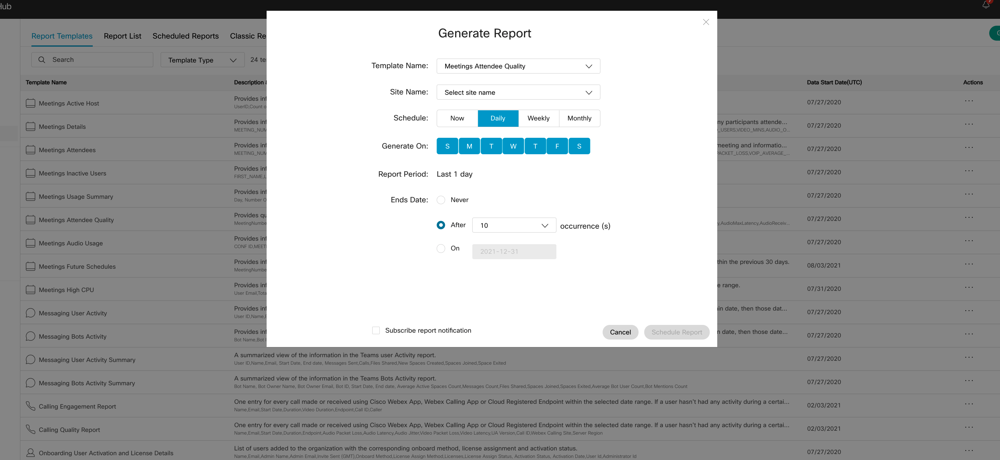 Hub
7
Report Templates Report List Scheduled Reports Classic Re
Search
Template Type
24 te
Template Name Description & Data Start Date(UTC) Actions
Meetings Active Host
Provides inf
UserID,Count o
07/27/2020
Meetings Details
Provides inf
ny participants attende...
MEETING_NUM
_USERS,VIDEO_MINS,AUDIO_O...
07/27/2020
Meetings Attendees
Provides inf
meeting and informatio...
MEETING_NUM
PACKET_LOSS,VOIP_AVERAGE_...
07/27/2020
Meetings Inactive Users
Provides inf
FIRST_NAME,L
07/27/2020
Meetings Usage Summary
Provides inf
Day, Number O
07/27/2020
Meetings Attendee Quality
Provides qu
MeetingNumbe
y,AudioMaxLatency,AudioReceiv...
07/27/2020
Meetings Audio Usage
Provides inf
CONF ID,MEETI
07/27/2020
Meetings Future Schedules
Provides inf
thin the previous 30 days.
MeetingNumbe
08/03/2021
Meetings High CPU
Provides inf
e range.
User Email,Tota
07/31/2020
Messaging User Activity
Provides inf
in date, then those dat...
User ID,Name,E
07/27/2020
Messaging Bots Activity
Provides inf
n date, then those date...
Bot Name,Bot I
07/27/2020
Messaging User Activity Summary
A summarized view of the information in the Teams user Activity report.
User ID,Name,Email, Start Date, End date, Messages Sent,Calls,Files Shared,New Spaces Created,Spaces Joined,Space Exited
07/27/2020
Messaging Bots Activity Summary
A summarized view of the information in the Teams Bots Activity report.
Bot Name, Bot Owner Name, Bot Owner Email, Bot ID, Start Date, End date, Average Active Spaces Count,Messages Count,Files Shared,Spaces Joined,Spaces Exited,Average Bot User Count,Bot Mentions Count
07/27/2020
Calling Engagement Report
One entry for every call made or received using Cisco Webex App, Webex Calling App or Cloud Registered Endpoint within the selected date range. If a user hasn't had any activity during a certai...
Name,Email,Start Date,Duration,Video Duration,Endpoint,Call ID,Caller
02/03/2021
Calling Quality Report
One entry for every call made or received using Cisco Webex App, Webex Calling App or Cloud Registered Endpoint within the selected date range. If a user hasn't had any activity during a certai...
Name,Email,Start Date,Duration,Endpoint,Audio Packet Loss,Audio Latency,Audio Jitter,Video Packet Loss,Video Latency,UA Version,Call ID,Webex Calling Site,Server Region
02/03/2021
Onboarding User Activation and License Details
List of users added to the organization with the corresponding onboard method, license assignment and activation status.
Name,Email,Admin Name,Admin Email,Invite Sent (GMT),Onboard Method,License Assign Method,Licenses,License Assign Status, Activation Status, Activation Date,User Id,Administrator Id
07/27/2020
Generate Report
Template Name: Meetings Attendee Quality
Site Name: Select site name
Schedule: Now Daily Weekly Monthly
Generate On: S M T W T F S
Report Period: Last 1 day
Ends Date: Never
After 10 occurrence (s)
On 2021-12-31
Subscribe report notification
Cancel Schedule Report